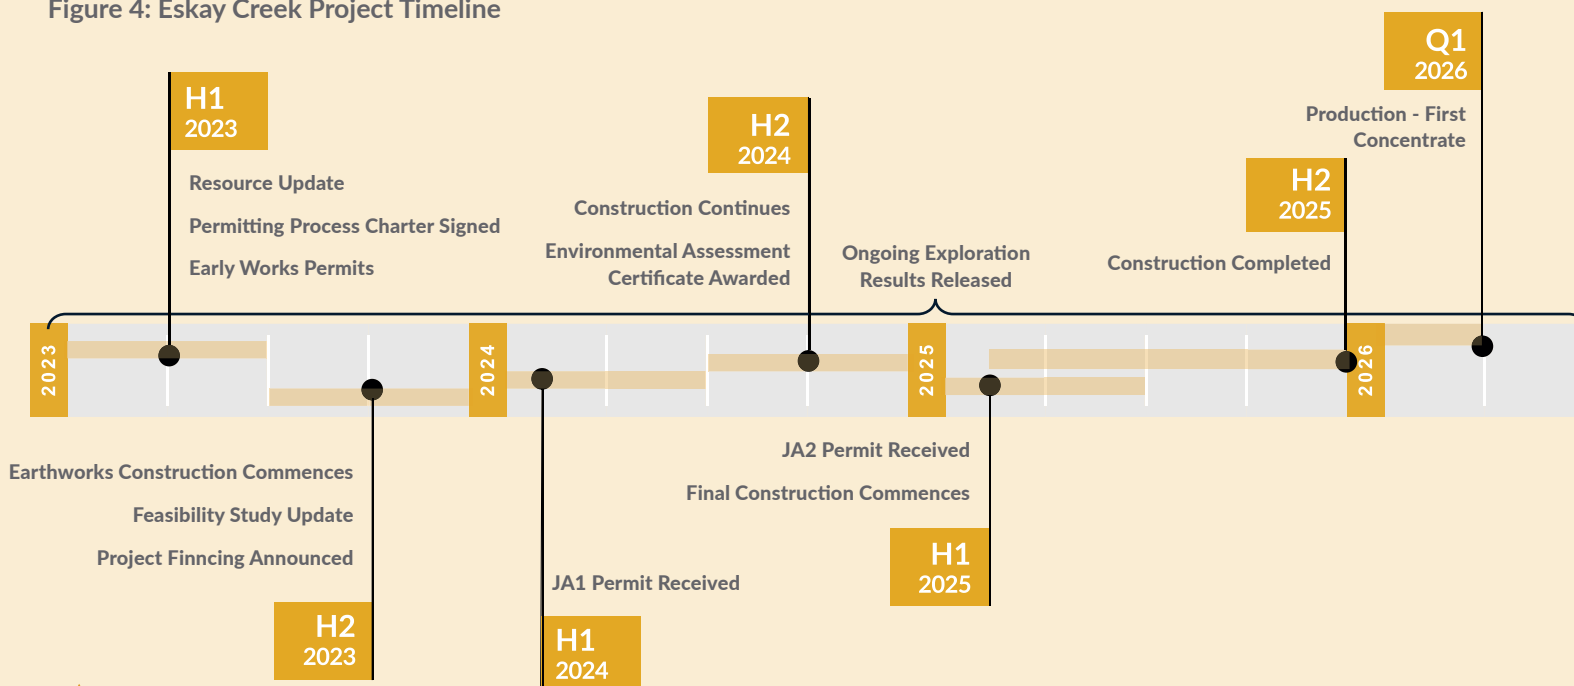 Figure 4: Eskay Creek Project Timeline
H1
2023
Resource Update
Permitting Process Charter Signed
Early Works Permits
H2
2024
Construction Continues
Environmental Assessment
Certificate Awarded
Ongoing Exploration
Results Released
H2
2025
Construction Completed
Q1
2026
Production - First
Concentrate
2023
2024
2025
2026
Earthworks Construction Commences
Feasibility Study Update
Project Finncing Announced
H2
2023
JA1 Permit Received
H1
2024
JA2 Permit Received
Final Construction Commences
H1
2025